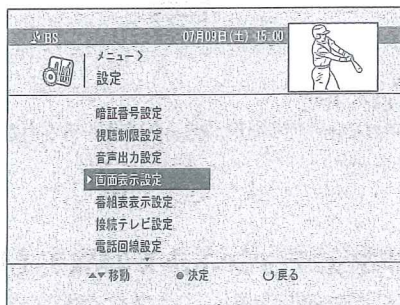 BS 07月09日(土) 15:00
メニュー〉
設定
暗証番号設定
視聴制限設定
音声出力設定
▶画面表示設定
番組表表示設定
接続テレビ設定
電話回線設定
▲▼移動 ◎決定 ↺戻る